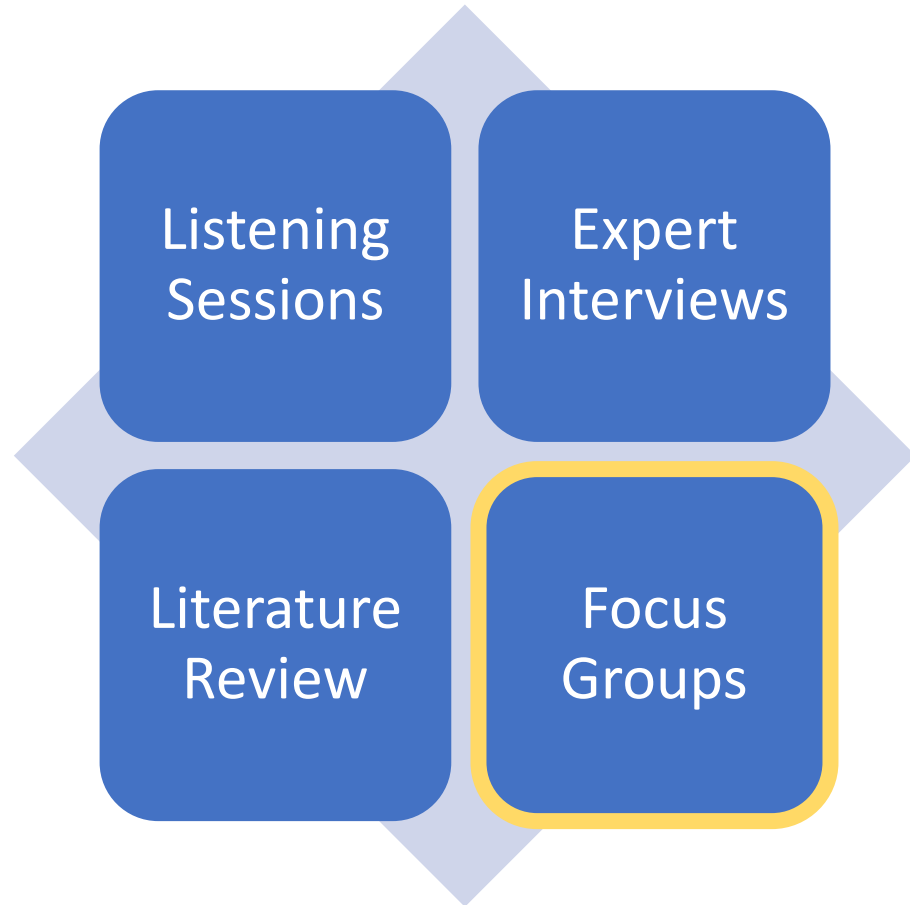 Listening
Sessions
Expert
Interviews
Literature
Review
Focus
Groups